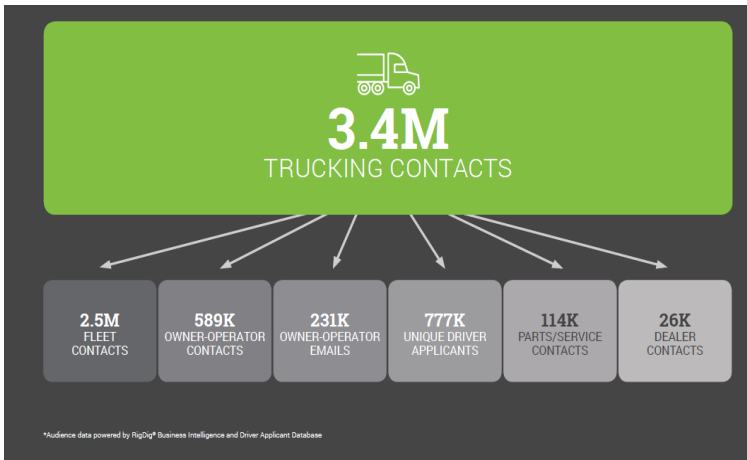 3.4M
TRUCKING CONTACTS
2.5M
FLEET
CONTACTS
589K
OWNER-OPERATOR
CONTACTS
231K
OWNER-OPERATOR
EMAILS
777K
UNIQUE DRIVER
APPLICANTS
114K
PARTS/SERVICE
CONTACTS
26K
DEALER
CONTACTS
*Audience data powered by RigDig® Business Intelligence and Driver Applicant Database